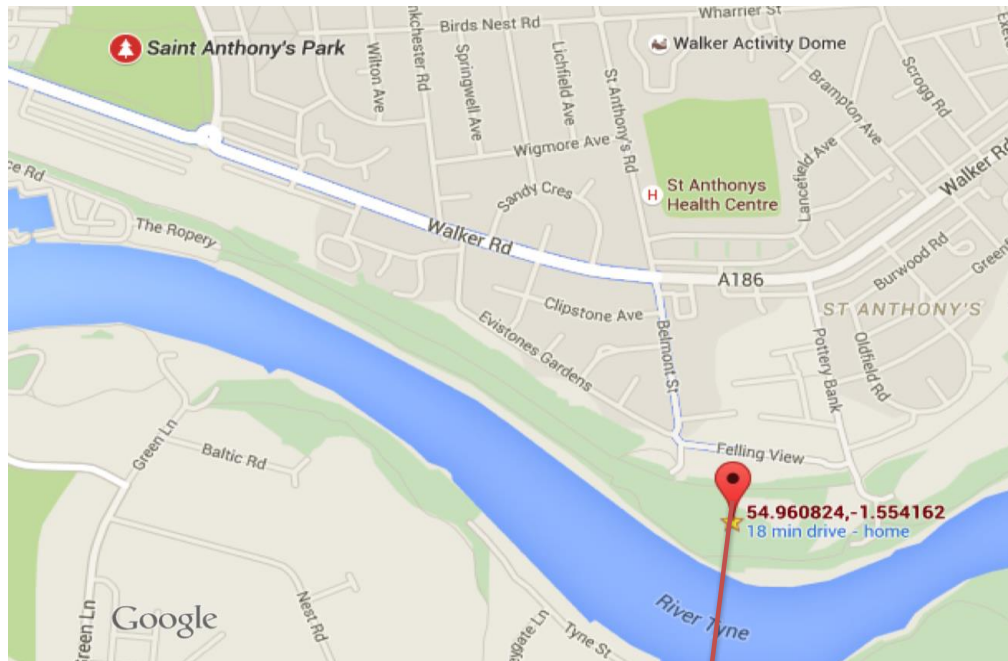 Wharrier St
Birds Nest Rd
Saint Anthony's Park
Walker Activity Dome
nkchester Rd
Wilton Ave
Springwell Ave
Lichfield Ave
St Anthony's Rd
Brampton Ave
Scrogg Rd
Wigmore Ave
Lancefield Ave
Walker Rd
ce Rd
Sandy Cres
H
St Anthonys
Health Centre
The Ropery
Walker Rd
Burwood Rd
Green
A186
Clipstone Ave
ST ANTHONY'S
Evistones Gardens
Belmont St
Pottery Bank
Oldfield Rd
Green Ln
Baltic Rd
Felling View
54.960824,-1.554162
18 min drive - home
Google
Green Ln
Nest Rd
River Tyne
Tyne St
eygate Ln